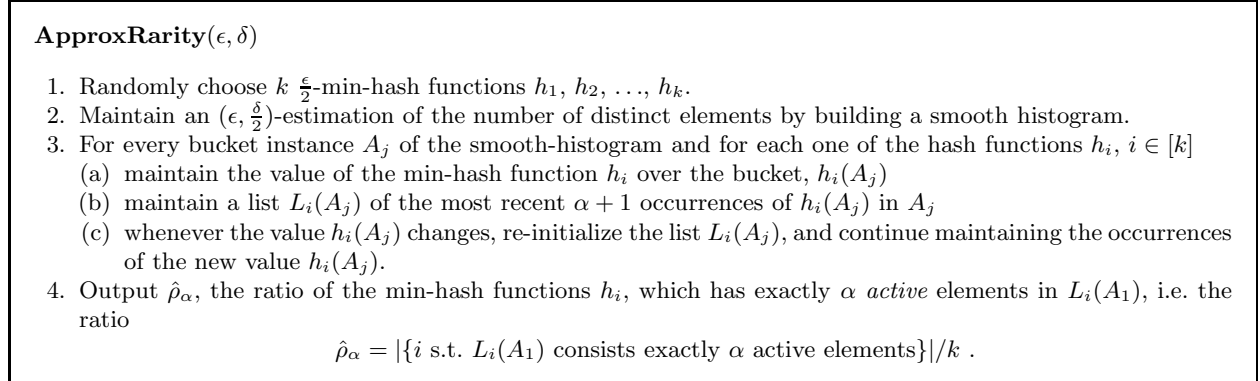 ApproxRarity(ϵ, δ)
1. Randomly choose k ϵ/2-min-hash functions h₁, h₂, …, hₖ.
2. Maintain an (ϵ, δ/2)-estimation of the number of distinct elements by building a smooth histogram.
3. For every bucket instance Aⱼ of the smooth-histogram and for each one of the hash functions hᵢ, i ∈ [k]
(a) maintain the value of the min-hash function hᵢ over the bucket, hᵢ(Aⱼ)
(b) maintain a list Lᵢ(Aⱼ) of the most recent α + 1 occurrences of hᵢ(Aⱼ) in Aⱼ
(c) whenever the value hᵢ(Aⱼ) changes, re-initialize the list Lᵢ(Aⱼ), and continue maintaining the occurrences
of the new value hᵢ(Aⱼ).
4. Output ρ̂_α, the ratio of the min-hash functions hᵢ, which has exactly α active elements in Lᵢ(A₁), i.e. the
ratio
ρ̂_α = |{i s.t. Lᵢ(A₁) consists exactly α active elements}|/k .